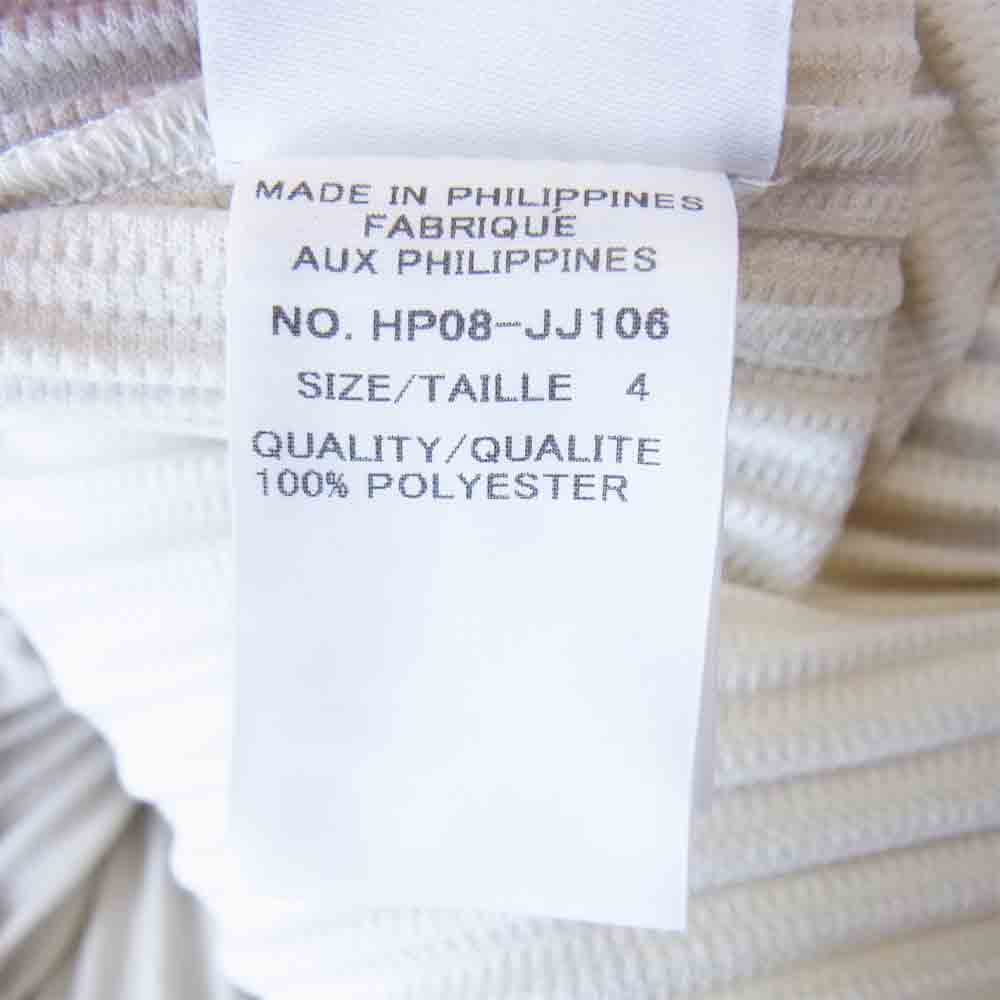 MADE IN PHILIPPINES
FABRIQUÉ
AUX PHILIPPINES
NO. HP08-JJ106
SIZE/TAILLE 4
QUALITY/QUALITE
100% POLYESTER